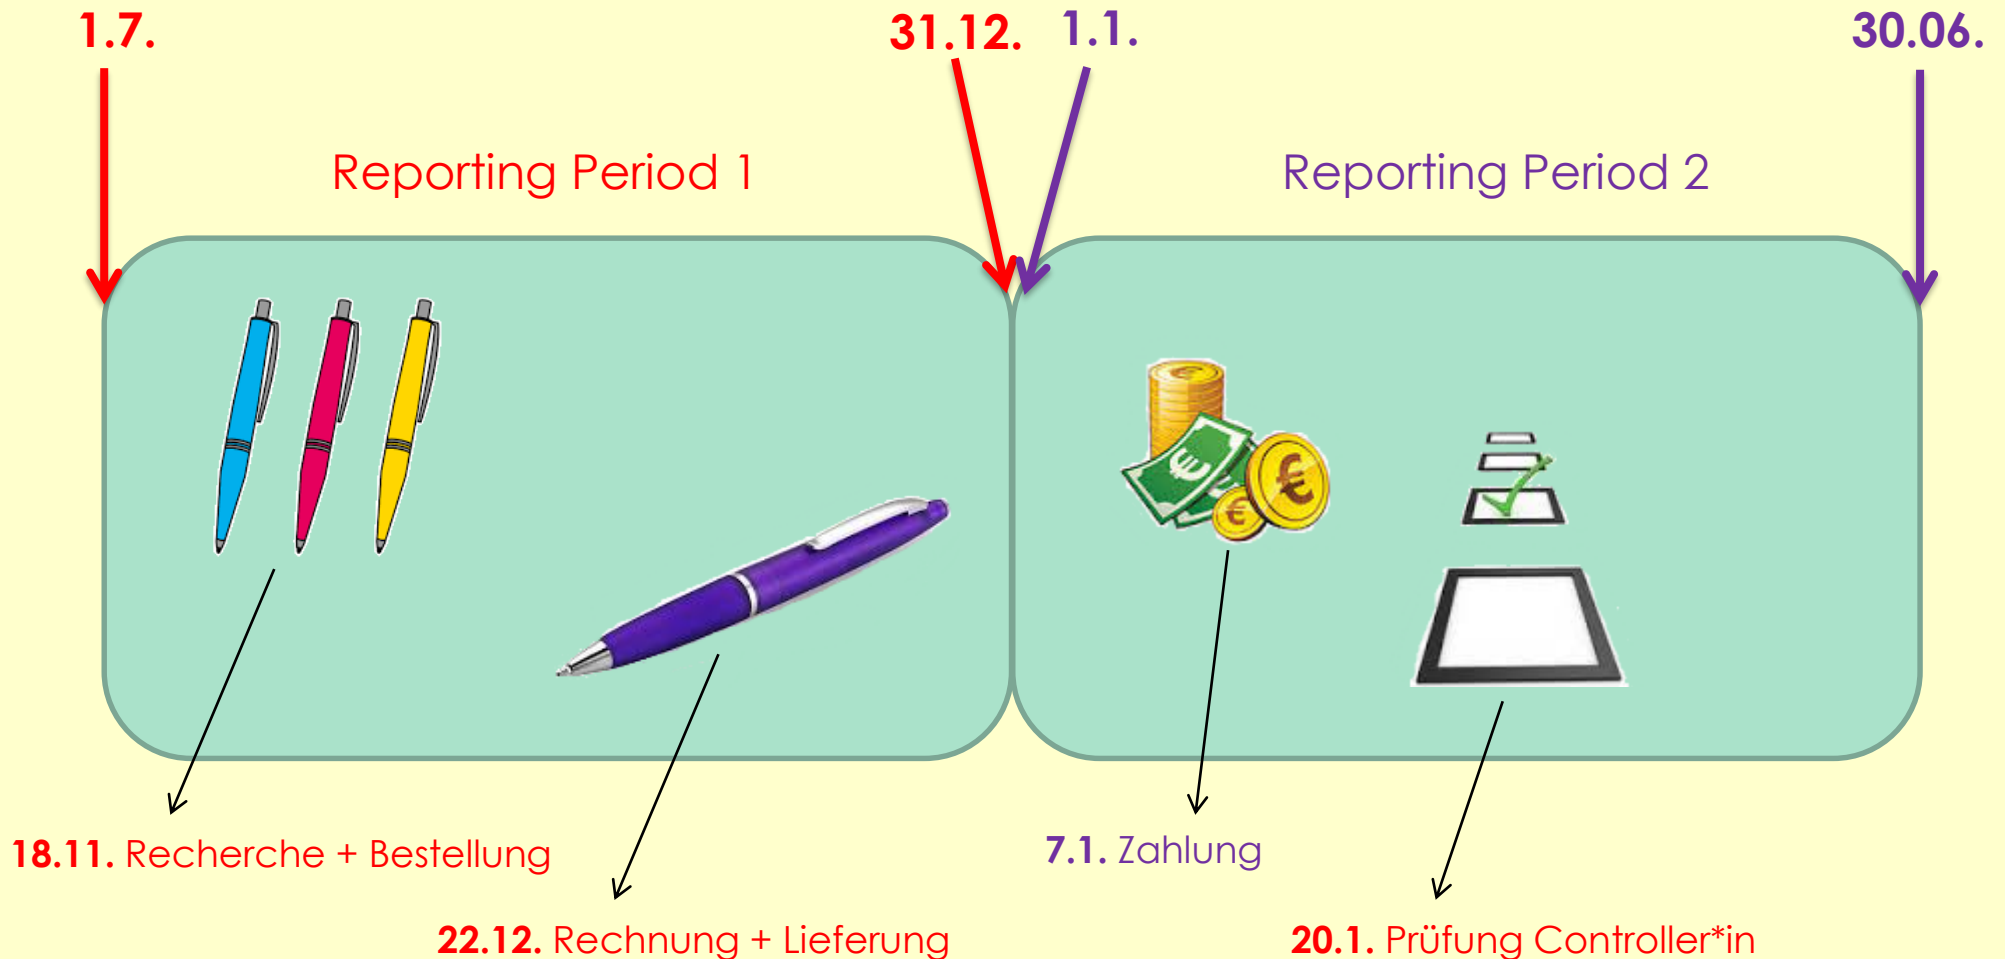 1.7.
31.12.
1.1.
30.06.
Reporting Period 1
Reporting Period 2
€
€
€
€
18.11. Recherche + Bestellung
7.1. Zahlung
22.12. Rechnung + Lieferung
20.1. Prüfung Controller*in